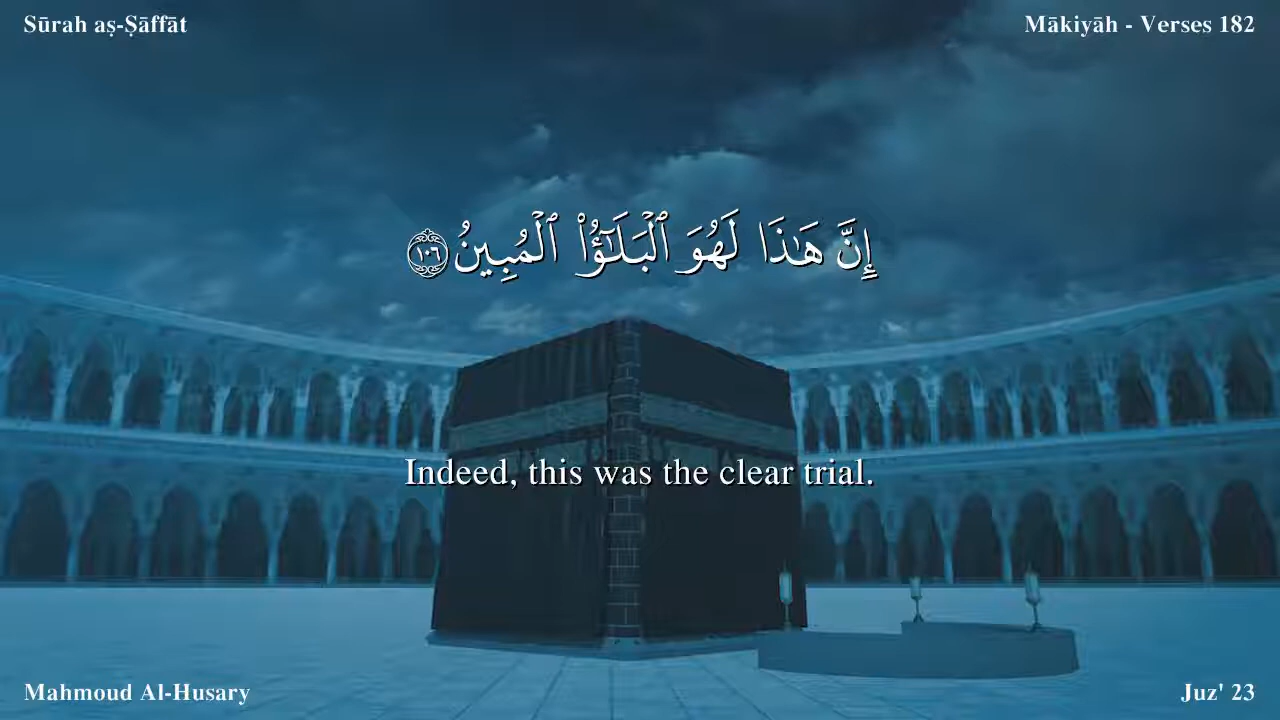 Sūrah aṣ-Ṣāffāt
Mākiyāh - Verses 182
إِنَّ هَـٰذَا لَهُوَ ٱلْبَلَـٰٓؤُا۟ ٱلْمُبِينُ ١٠٦
Indeed, this was the clear trial.
Mahmoud Al-Husary
Juz' 23